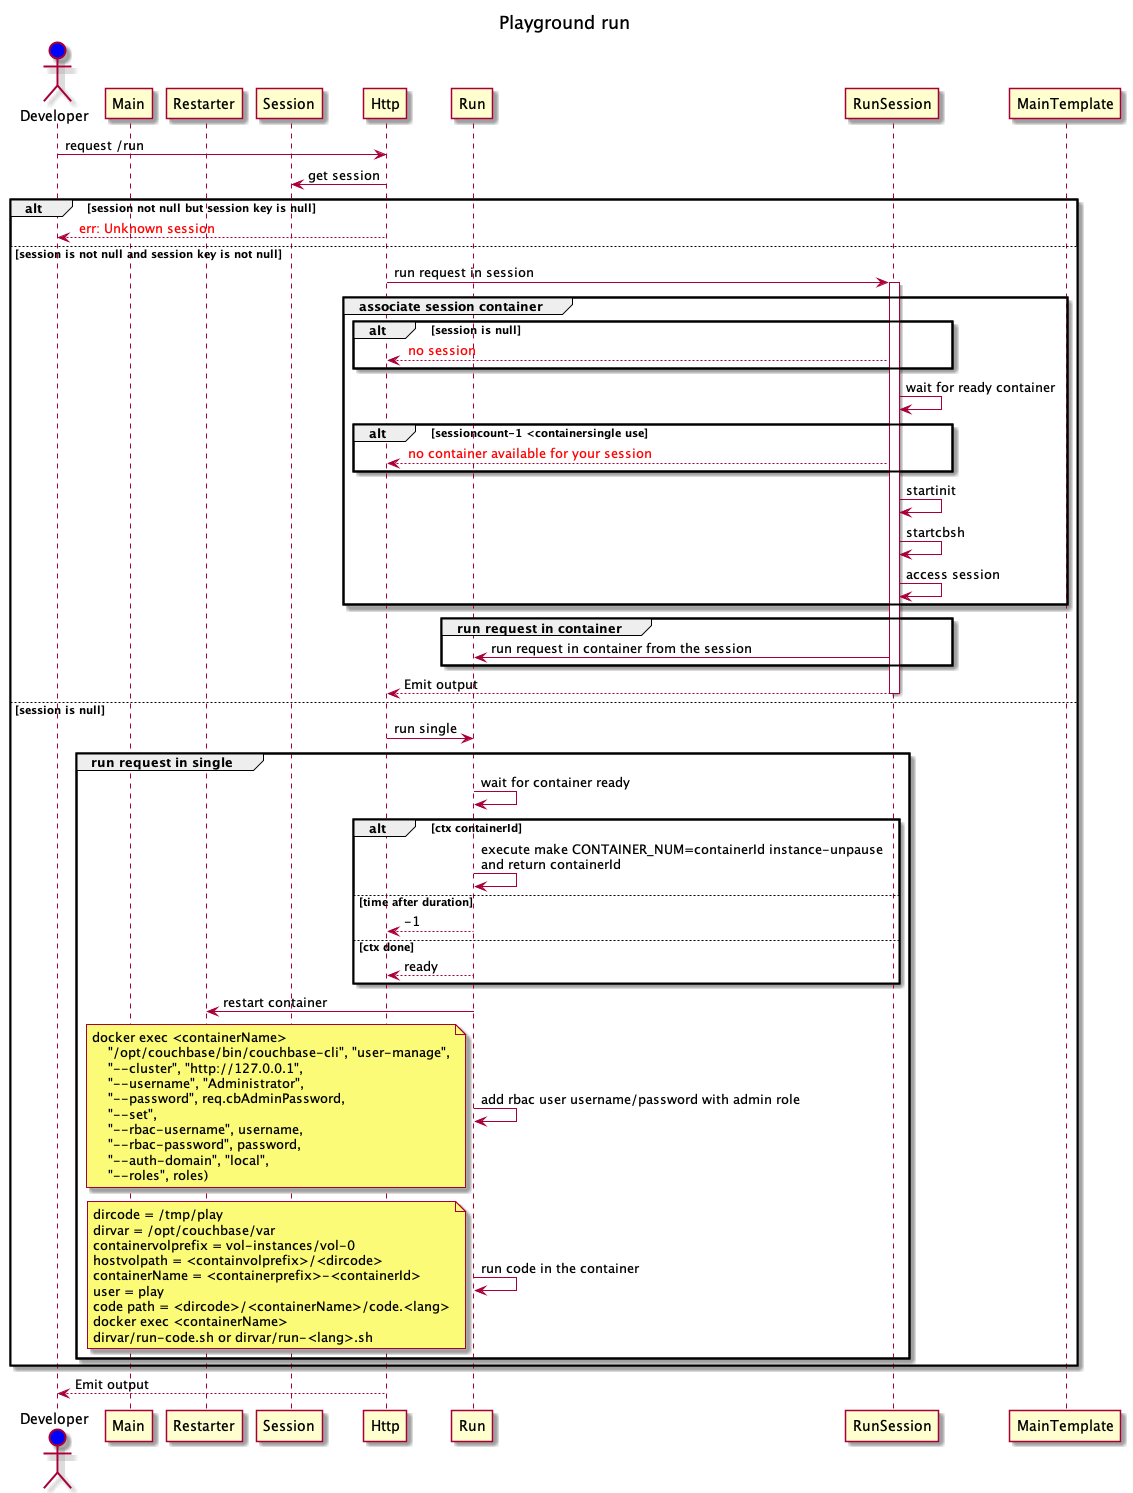 Playground run
Developer
Main
Restarter
Session
Http
Run
RunSession
MainTemplate
request /run
get session
alt
[session not null but session key is null]
err: Unknown session
[session is not null and session key is not null]
run request in session
associate session container
alt
[session is null]
no session
wait for ready container
alt
[sessioncount-1 <containersingle use]
no container available for your session
startinit
startcbsh
access session
run request in container
run request in container from the session
Emit output
[session is null]
run single
run request in single
wait for container ready
alt
[ctx containerId]
execute make CONTAINER_NUM=containerId instance-unpause
and return containerId
[time after duration]
-1
[ctx done]
ready
restart container
docker exec <containerName>
"/opt/couchbase/bin/couchbase-cli", "user-manage",
"--cluster", "http://127.0.0.1",
"--username", "Administrator",
"--password", req.cbAdminPassword,
"--set",
"--rbac-username", username,
"--rbac-password", password,
"--auth-domain", "local",
"--roles", roles)
add rbac user username/password with admin role
dircode = /tmp/play
dirvar = /opt/couchbase/var
containervolprefix = vol-instances/vol-0
hostvolpath = <containvolprefix>/<dircode>
containerName = <containerprefix>-<containerId>
user = play
code path = <dircode>/<containerName>/code.<lang>
docker exec <containerName>
dirvar/run-code.sh or dirvar/run-<lang>.sh
run code in the container
Emit output
Developer
Main
Restarter
Session
Http
Run
RunSession
MainTemplate